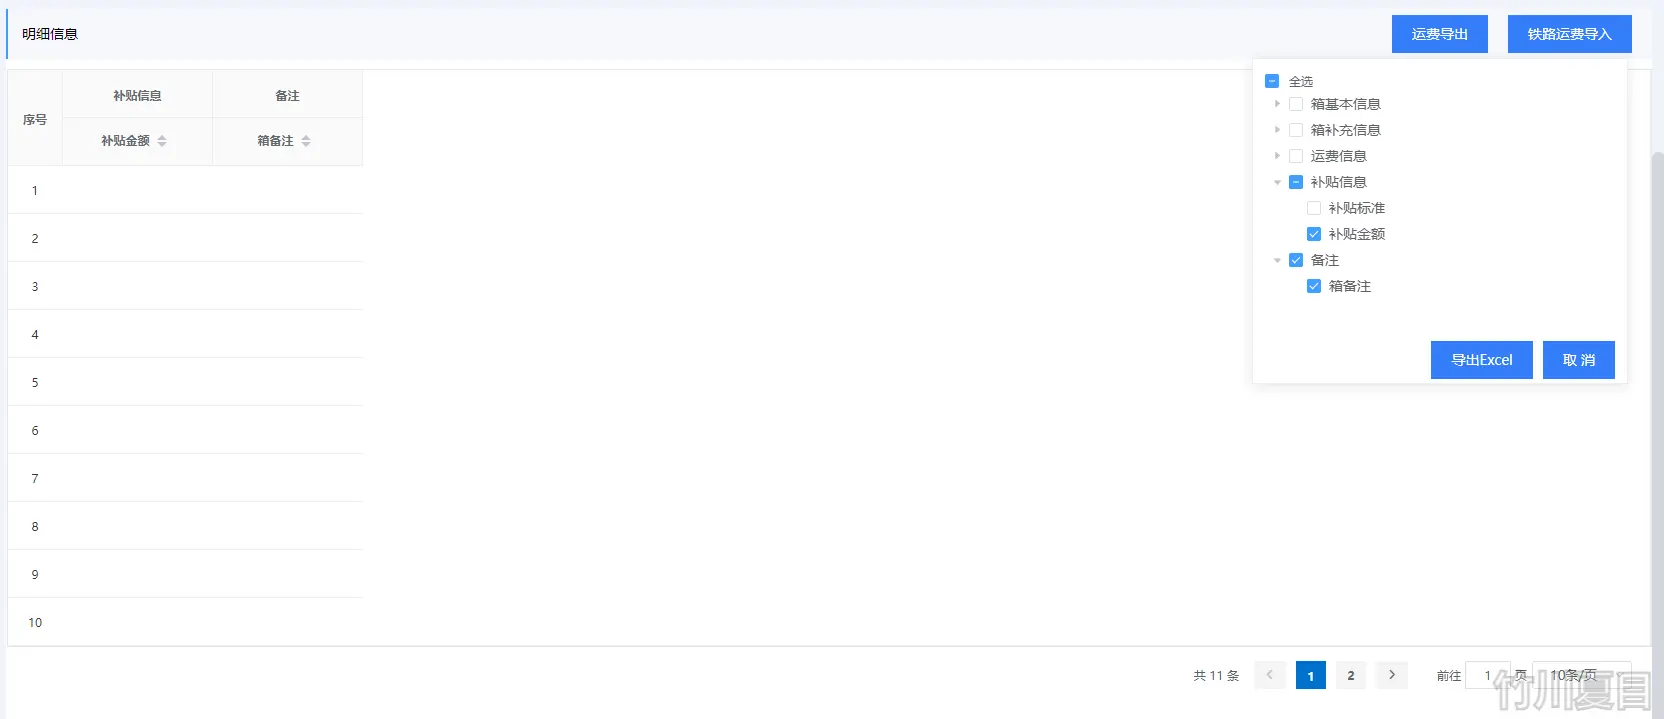 明细信息
运费导出
铁路运费导入
序号
补贴信息
备注
补贴金额
箱备注
1
2
3
4
5
6
7
8
9
10
全选
箱基本信息
箱补充信息
运费信息
补贴信息
补贴标准
补贴金额
备注
箱备注
导出Excel
取 消
共 11 条
1
2
前往 1 页
10条/页
竹川夏目